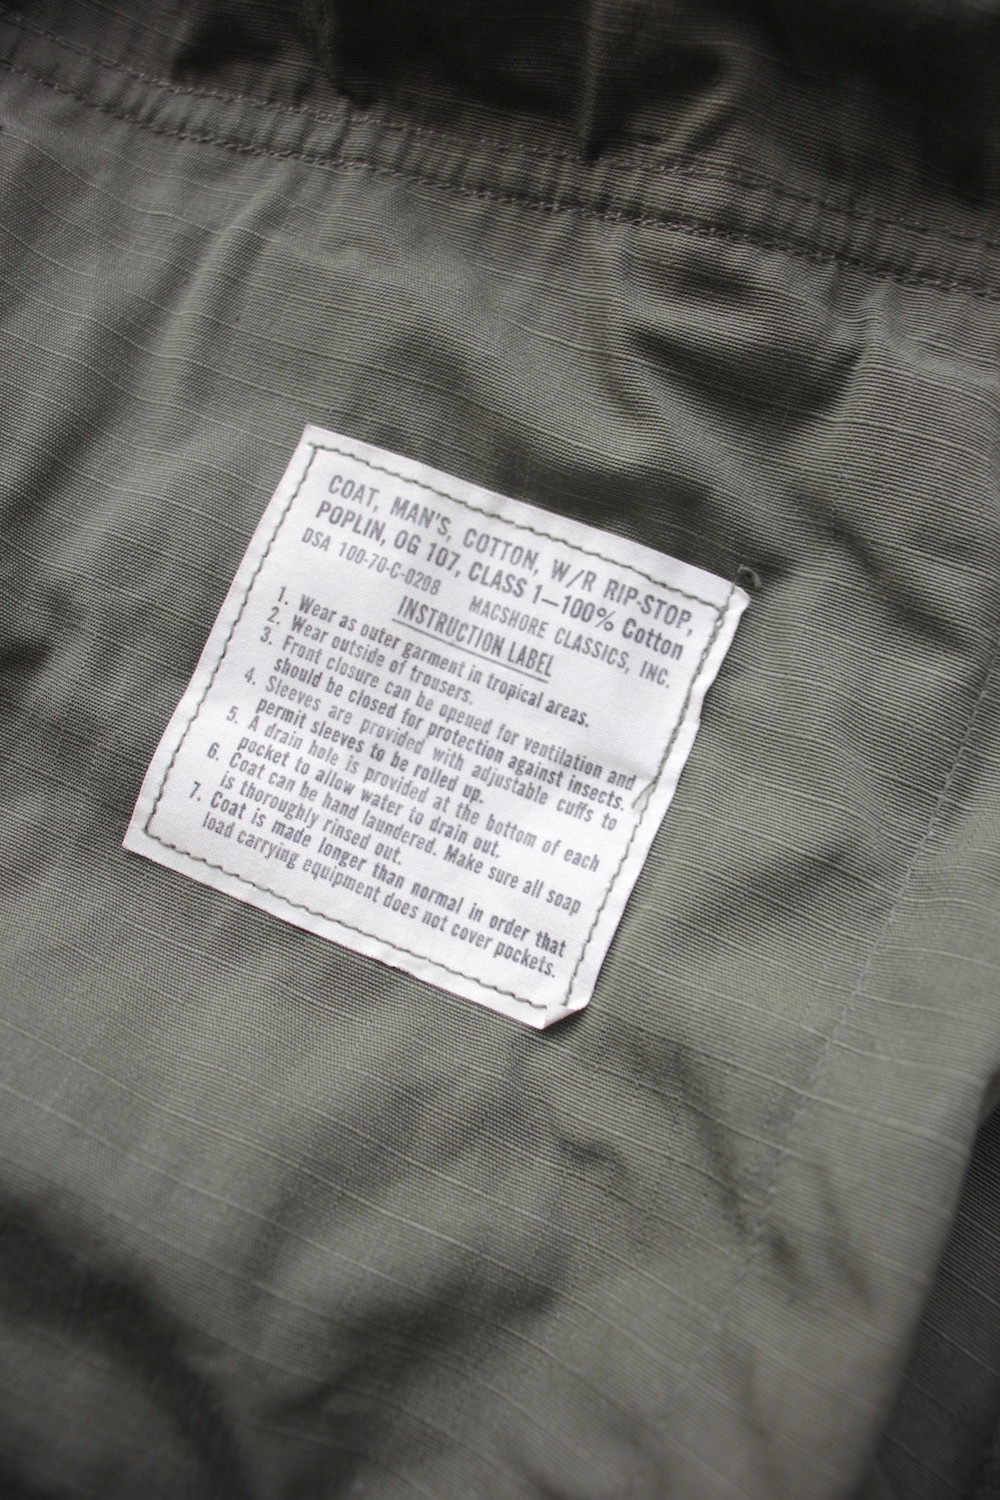 COAT, MAN'S, COTTON, W/R RIP-STOP,
POPLIN, OG 107, CLASS 1—100% Cotton
DSA 100-70-C-0208 MACSHORE CLASSICS, INC.
INSTRUCTION LABEL
1. Wear as outer garment in tropical areas.
2. Wear outside of trousers.
3. Front closure can be opened for ventilation and
should be closed for protection against insects.
4. Sleeves are provided with adjustable cuffs to
permit sleeves to be rolled up.
5. A drain hole is provided at the bottom of each
pocket to allow water to drain out.
6. Coat can be hand laundered. Make sure all soap
is thoroughly rinsed out.
7. Coat is made longer than normal in order that
load carrying equipment does not cover pockets.